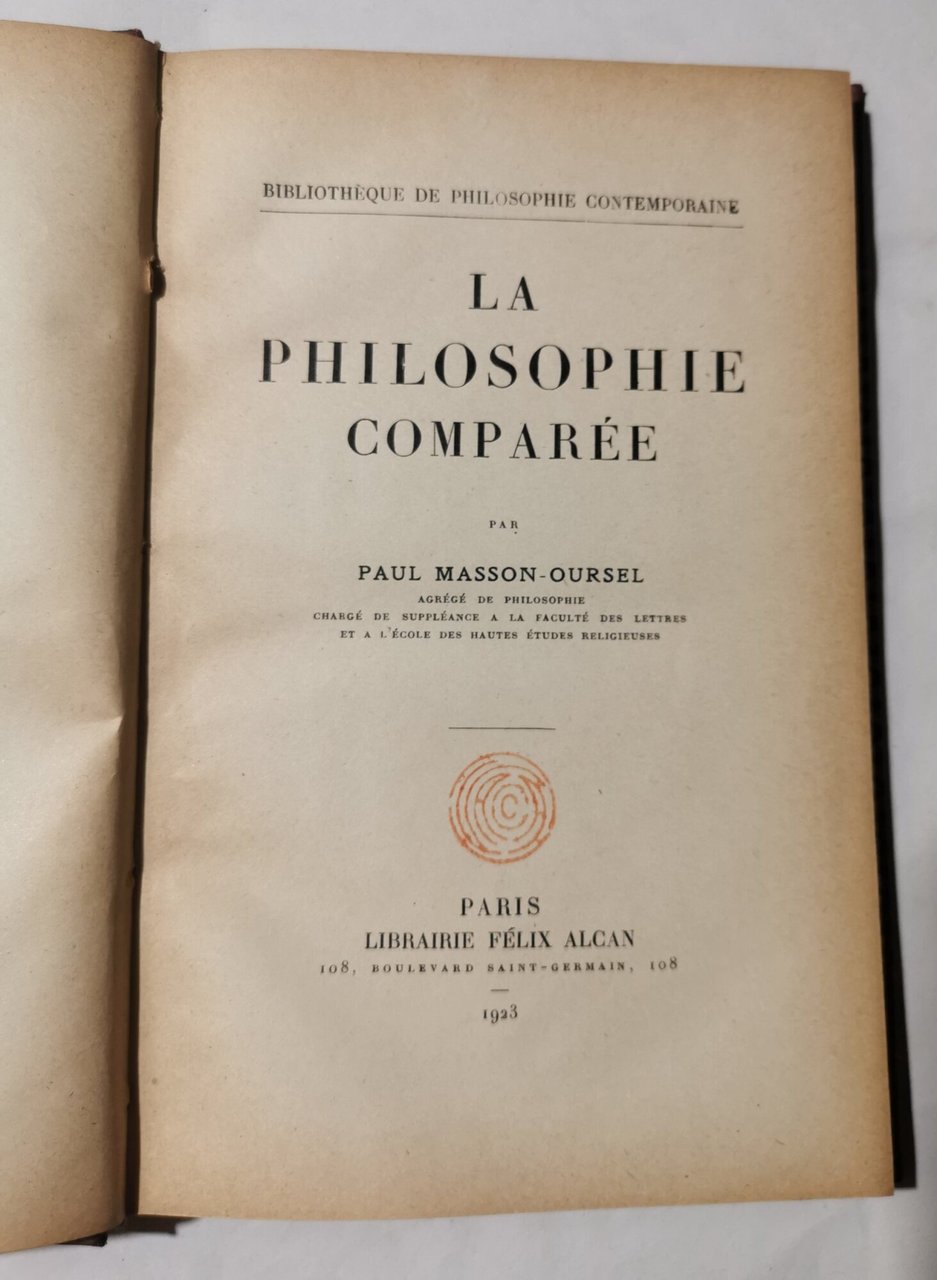 BIBLIOTHÈQUE DE PHILOSOPHIE CONTEMPORAINE
LA
PHILOSOPHIE
COMPARÉE
PAR
PAUL MASSON-OURSEL
AGRÉGÉ DE PHILOSOPHIE
CHARGÉ DE SUPPLÉANCE A LA FACULTÉ DES LETTRES
ET A L'ÉCOLE DES HAUTES ÉTUDES RELIGIEUSES
C
PARIS
LIBRAIRIE FÉLIX ALCAN
108, BOULEVARD SAINT-GERMAIN, 108
1923